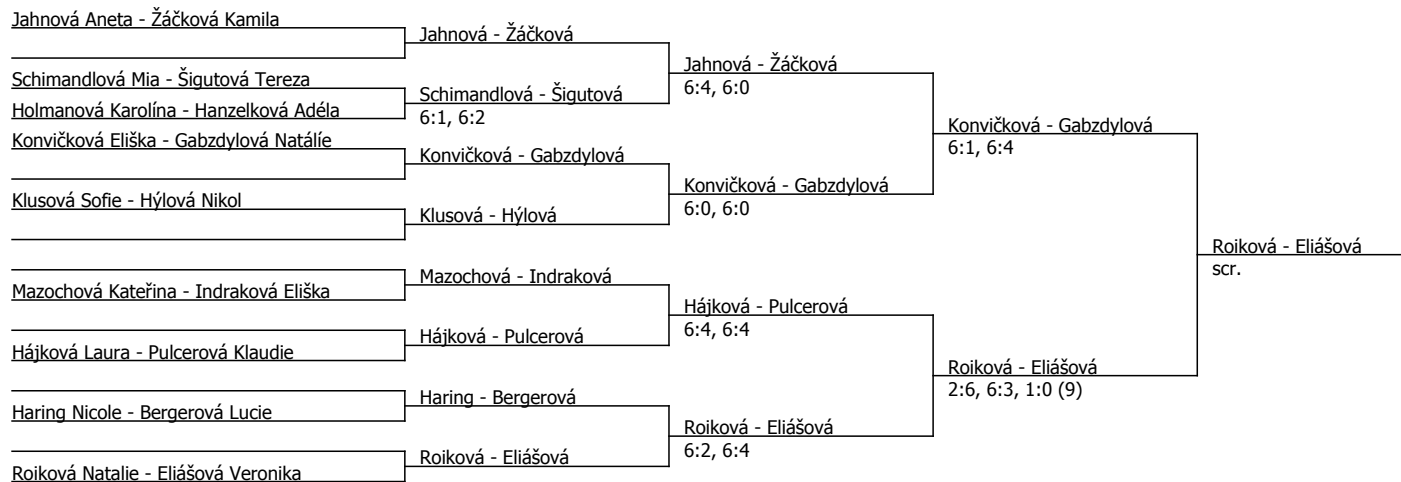 Jahnová Aneta - Žáčková Kamila
Schimandlová Mia - Šigutová Tereza
Holmanová Karolína - Hanzelková Adéla
Konvičková Eliška - Gabzdylová Natálíe
Klusová Sofie - Hýlová Nikol
Mazochová Kateřina - Indraková Eliška
Hájková Laura - Pulcerová Klaudie
Haring Nicole - Bergerová Lucie
Roiková Natalie - Eliášová Veronika
Jahnová - Žáčková
Schimandlová - Šigutová
6:1, 6:2
Konvičková - Gabzdylová
Klusová - Hýlová
Mazochová - Indraková
Hájková - Pulcerová
Haring - Bergerová
Roiková - Eliášová
Jahnová - Žáčková
6:4, 6:0
Konvičková - Gabzdylová
6:0, 6:0
Hájková - Pulcerová
6:4, 6:4
Roiková - Eliášová
6:2, 6:4
Konvičková - Gabzdylová
6:1, 6:4
Roiková - Eliášová
2:6, 6:3, 1:0 (9)
Roiková - Eliášová
scr.